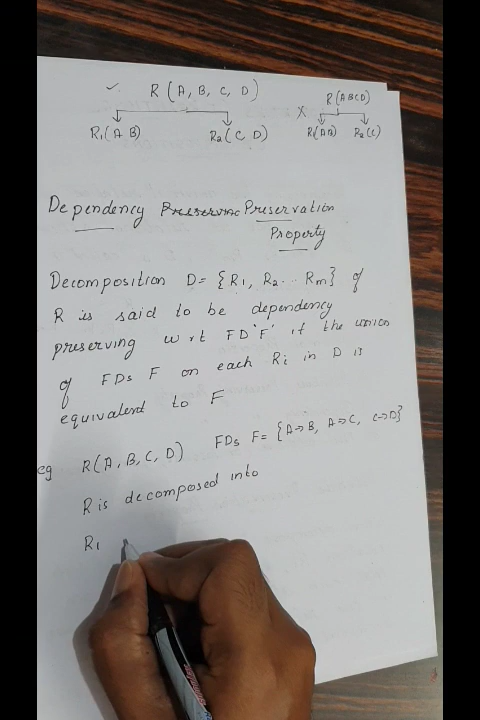 ✓ R (A, B, C, D)
R1(A B) R2(C, D)
X R(ABCD)
R(AB) R2(C)
Dependency Preserving Preservation
Property
Decomposition D= {R1, R2 .. Rm} of
R is said to be dependency
preserving wrt FD 'F' if the union
of FDs F on each Ri in D is
equivalent to F
eg R(A, B, C, D) FDs F= {A→B, A→C, C→D}
R is decomposed into
R1